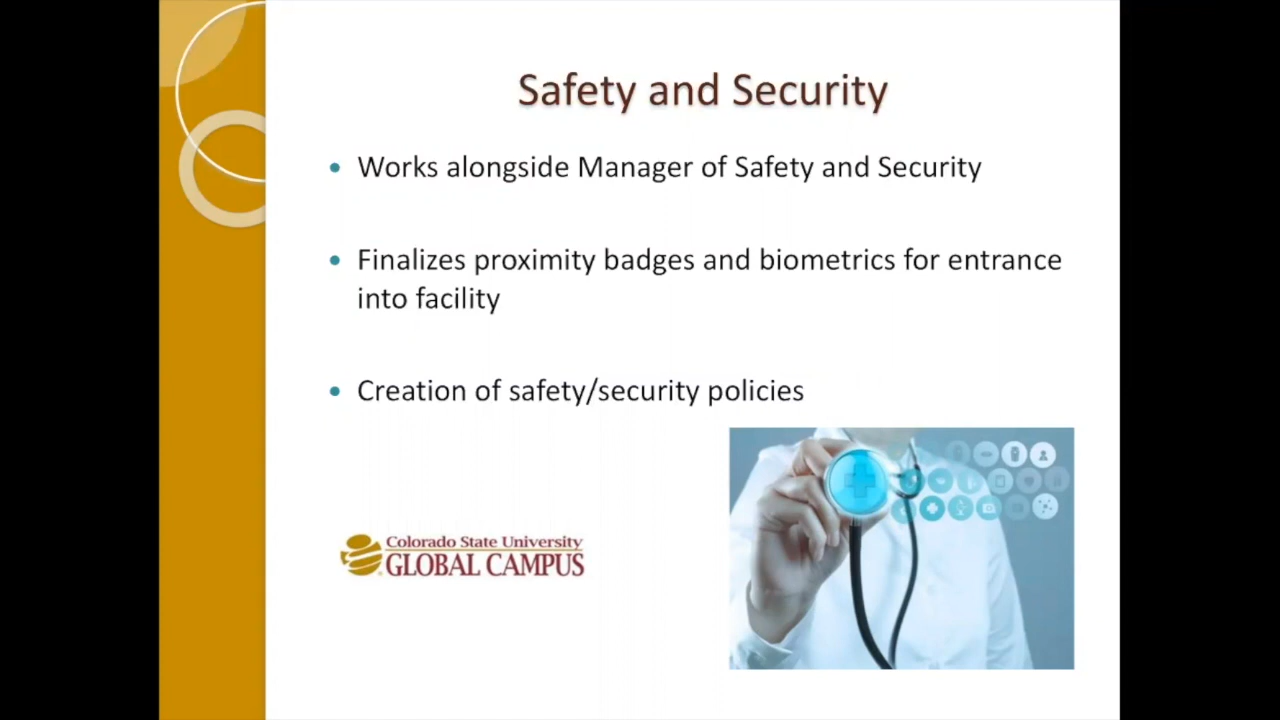 Safety and Security
• Works alongside Manager of Safety and Security
• Finalizes proximity badges and biometrics for entrance
into facility
• Creation of safety/security policies
Colorado State University
GLOBAL CAMPUS